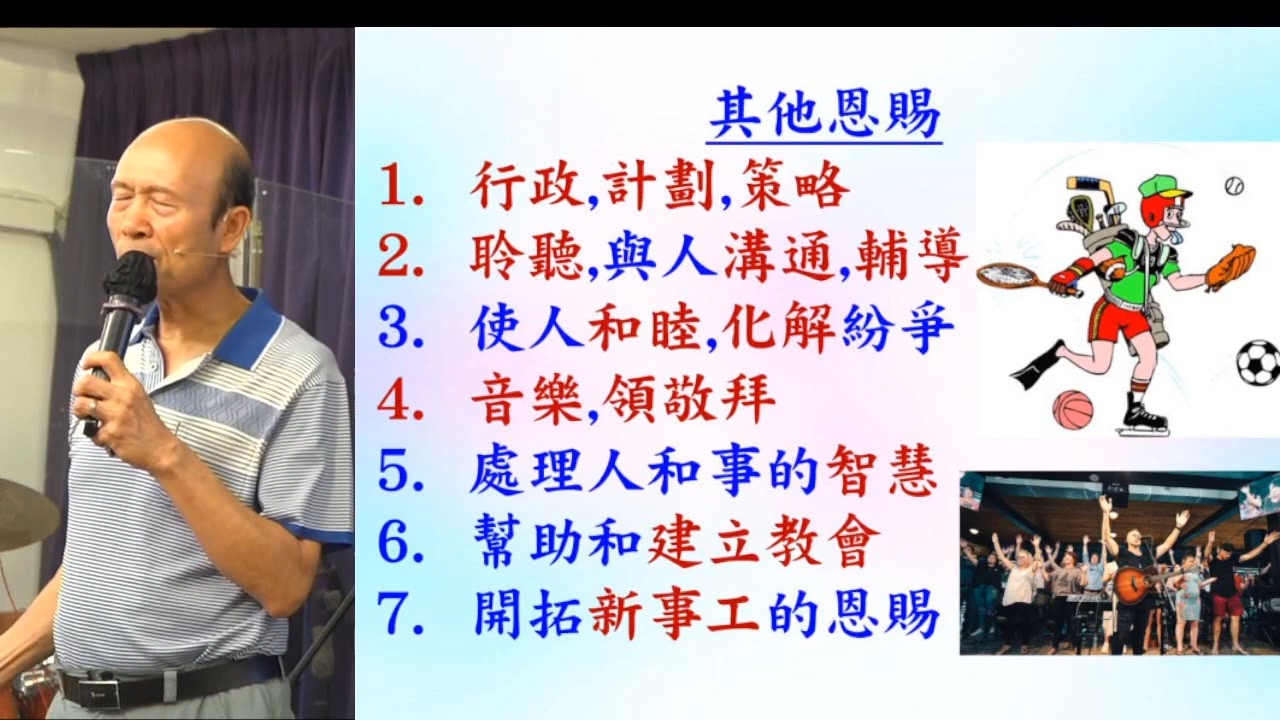 其他恩賜
1. 行政,計劃,策略
2. 聆聽,與人溝通,輔導
3. 使人和睦,化解紛爭
4. 音樂,領敬拜
5. 處理人和事的智慧
6. 幫助和建立教會
7. 開拓新事工的恩賜